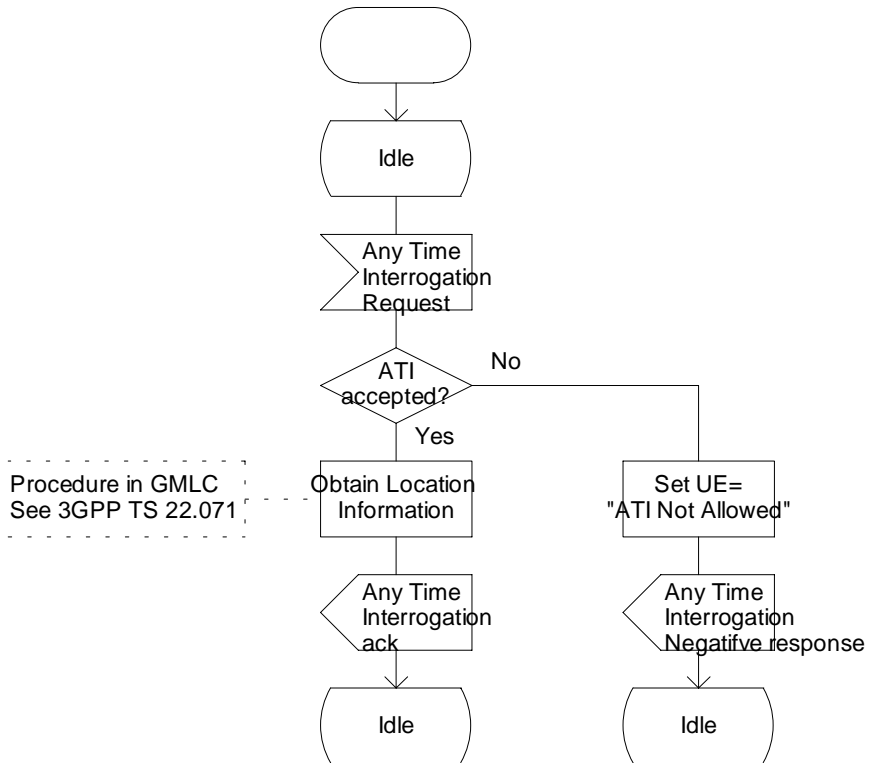 Idle
Any Time
Interrogation
Request
ATI
accepted?
No
Yes
Procedure in GMLC
See 3GPP TS 22.071
Obtain Location
Information
Set UE=
"ATI Not Allowed"
Any Time
Interrogation
ack
Any Time
Interrogation
Negatifve response
Idle
Idle